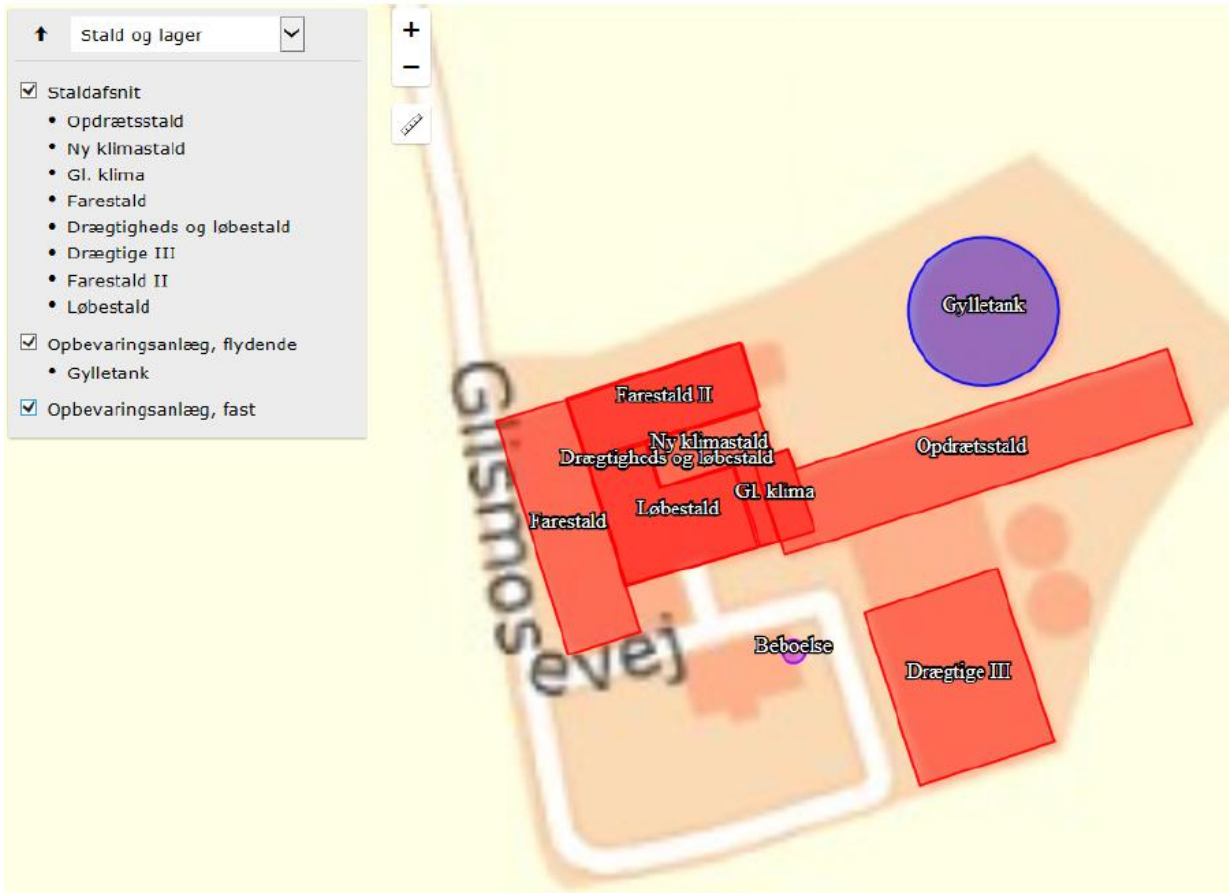 Stald og lager
Staldafsnit
• Opdrætsstald
• Ny klimastald
• Gl. klima
• Farestald
• Drægtigheds og løbestald
• Drægtige III
• Farestald II
• Løbestald
Opbevaringsanlæg, flydende
• Gylletank
Opbevaringsanlæg, fast
+
−
Gylletank
Farestald II
Ny klimastald
Drægtigheds og løbestald
Opdrætsstald
Gl. klima
Løbestald
Farestald
Glismosevej
Beboelse
Drægtige III